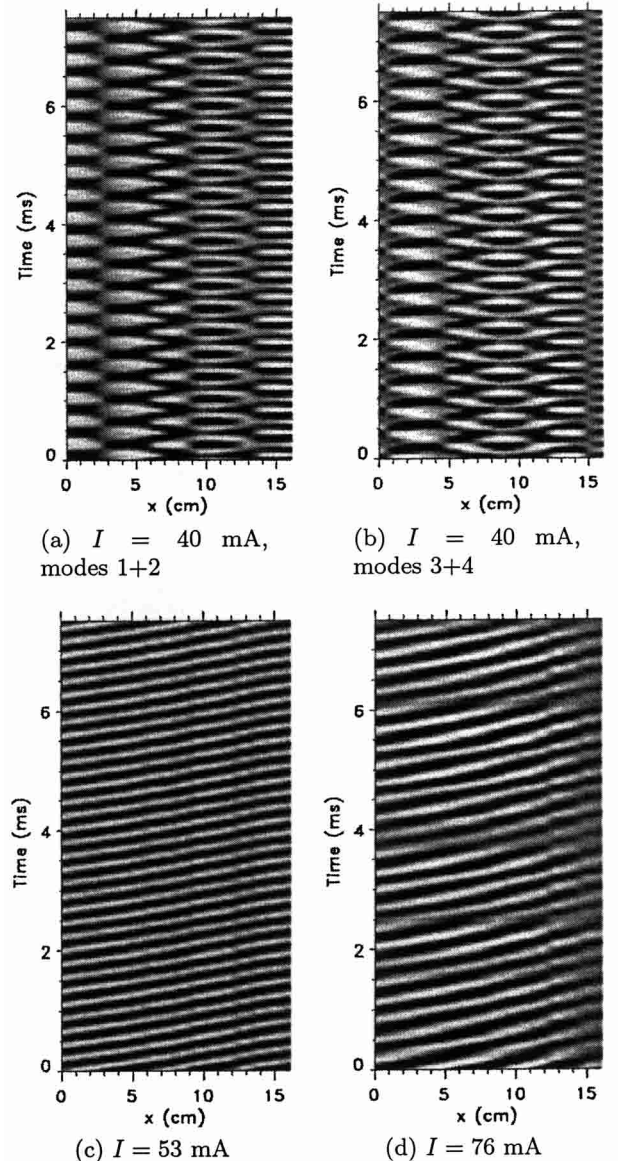 Time (ms)
6
4
2
0
0 5 10 15
x (cm)
(a) I = 40 mA,
modes 1+2
Time (ms)
6
4
2
0
0 5 10 15
x (cm)
(b) I = 40 mA,
modes 3+4
Time (ms)
6
4
2
0
0 5 10 15
x (cm)
(c) I = 53 mA
Time (ms)
6
4
2
0
0 5 10 15
x (cm)
(d) I = 76 mA